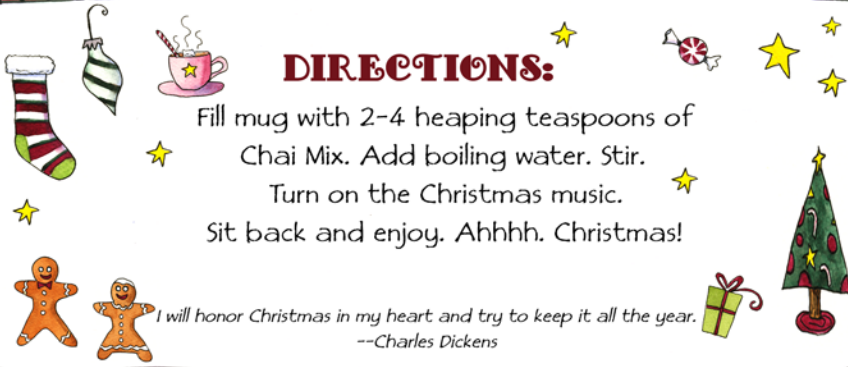 DIRECTIONS:
Fill mug with 2-4 heaping teaspoons of
Chai Mix. Add boiling water. Stir.
Turn on the Christmas music.
Sit back and enjoy. Ahhhh. Christmas!
I will honor Christmas in my heart and try to keep it all the year.
--Charles Dickens